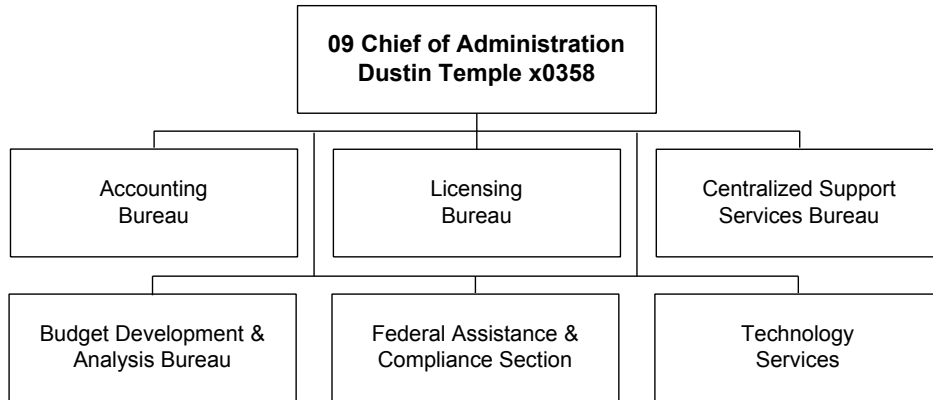 09 Chief of Administration
Dustin Temple x0358
Accounting
Bureau
Licensing
Bureau
Centralized Support
Services Bureau
Budget Development &
Analysis Bureau
Federal Assistance &
Compliance Section
Technology
Services